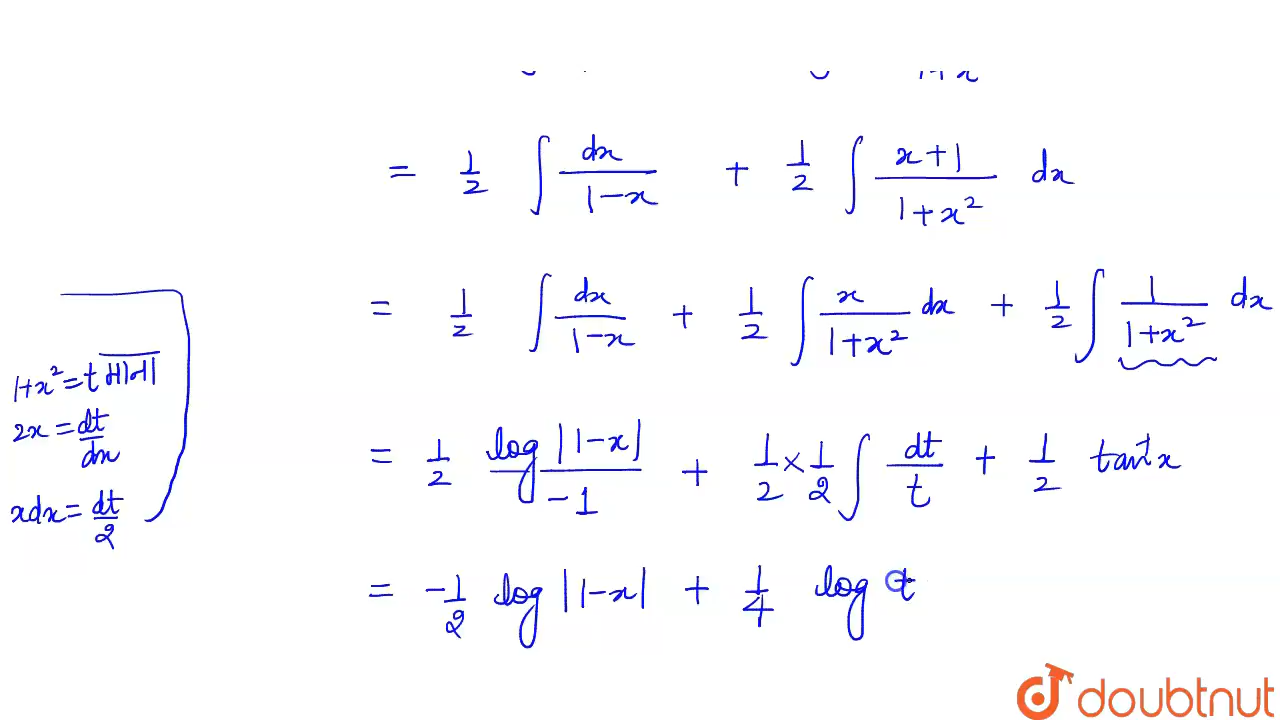 = 1/2 ∫ dx/(1-x) + 1/2 ∫ (x+1)/(1+x²) dx
= 1/2 ∫ dx/(1-x) + 1/2 ∫ x/(1+x²) dx + 1/2 ∫ 1/(1+x²) dx
1+x² = t माना
2x = dt/dx
xdx = dt/2
= 1/2 log|1-x|/-1 + 1/2 × 1/2 ∫ dt/t + 1/2 tan⁻¹x
= -1/2 log|1-x| + 1/4 log t
doubtnut